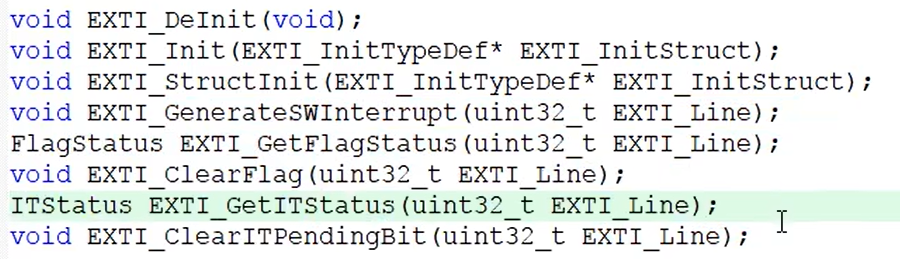 void EXTI_DeInit(void);
void EXTI_Init(EXTI_InitTypeDef* EXTI_InitStruct);
void EXTI_StructInit(EXTI_InitTypeDef* EXTI_InitStruct);
void EXTI_GenerateSWInterrupt(uint32_t EXTI_Line);
FlagStatus EXTI_GetFlagStatus(uint32_t EXTI_Line);
void EXTI_ClearFlag(uint32_t EXTI_Line);
ITStatus EXTI_GetITStatus(uint32_t EXTI_Line);
void EXTI_ClearITPendingBit(uint32_t EXTI_Line);